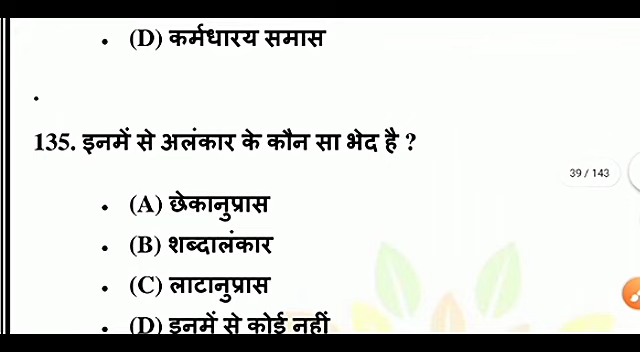 • (D) कर्मधारय समास
.
135. इनमें से अलंकार के कौन सा भेद है ?
39 / 143
• (A) छेकानुप्रास
• (B) शब्दालंकार
• (C) लाटानुप्रास
• (D) इनमें से कोई नहीं